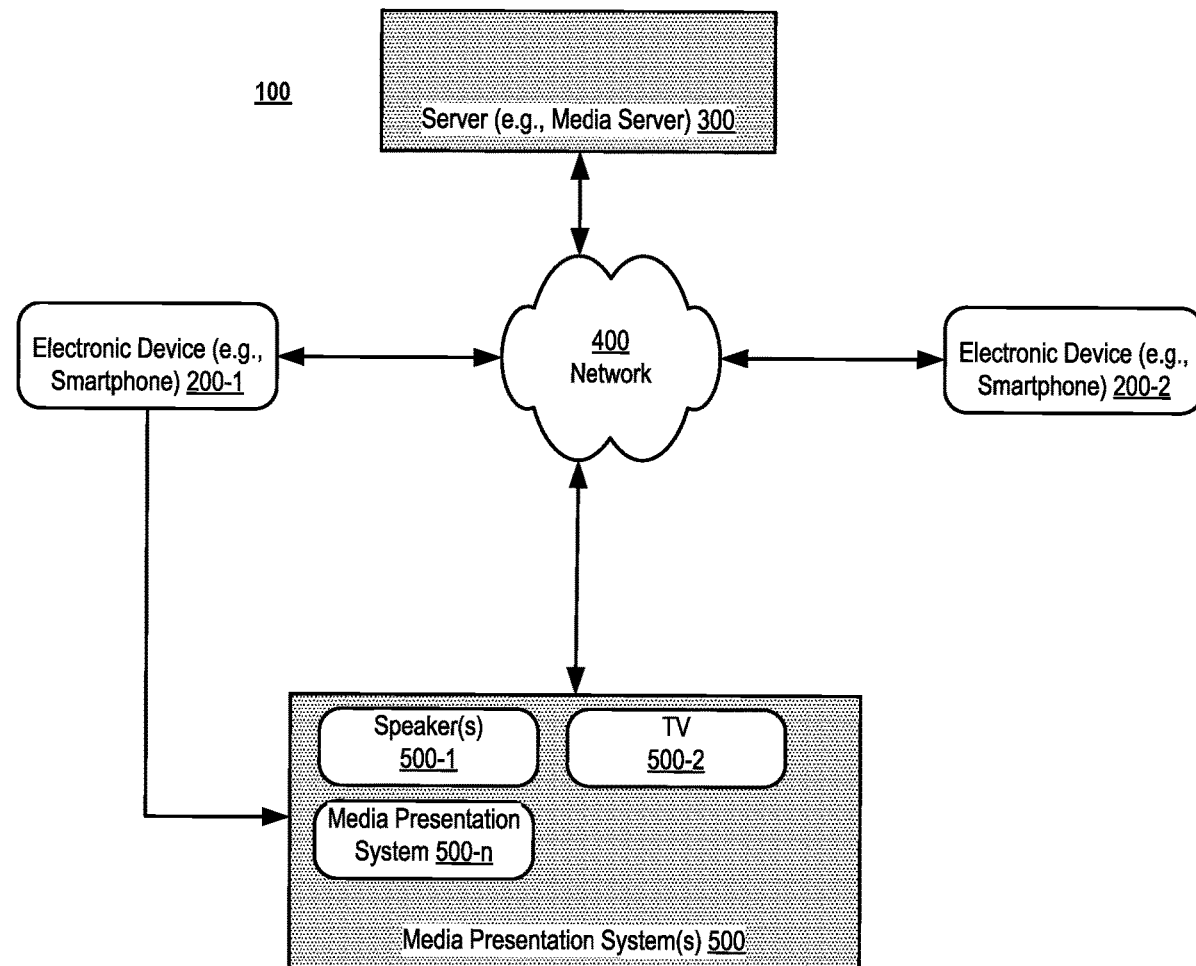 100
Server (e.g., Media Server) 300
Electronic Device (e.g.,
Smartphone) 200-1
400
Network
Electronic Device (e.g.,
Smartphone) 200-2
Speaker(s)
500-1
TV
500-2
Media Presentation
System 500-n
Media Presentation System(s) 500